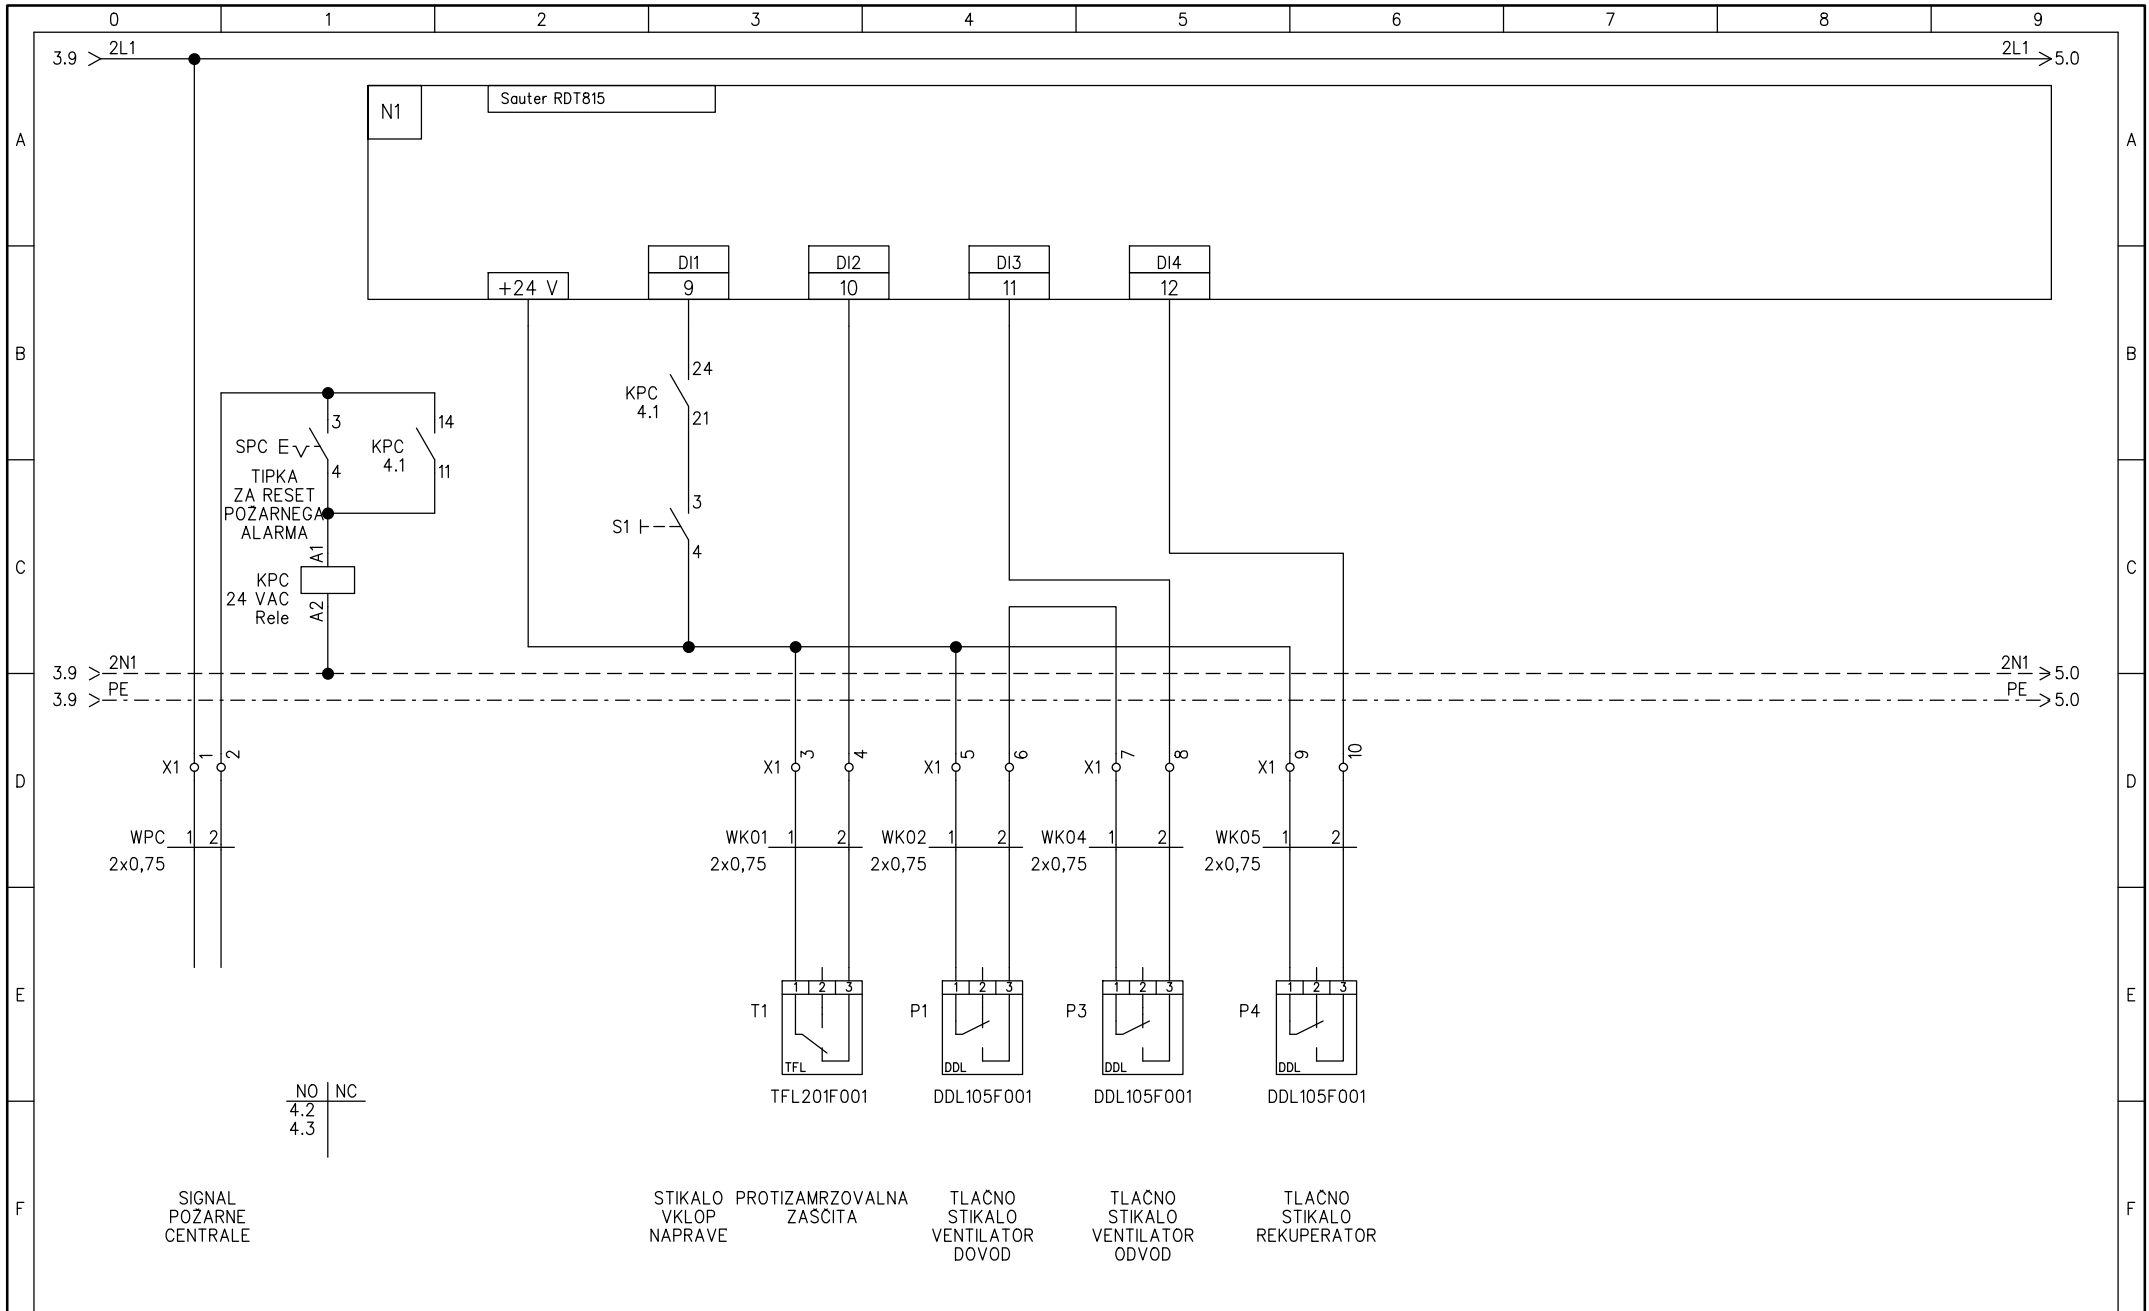 0 1 2 3 4 5 6 7 8 9
3.9 2L1 2L1 5.0
N1 Sauter RDT815
A A
DI1 DI2 DI3 DI4
+24 V 9 10 11 12
B B
24
KPC
4.1
21
3 14
SPC KPC
4.1
4 11
TIPKA
ZA RESET
POŽARNEGA
ALARMA
3
S1
4
A1
KPC
24 VAC
Rele
A2
C C
3.9 2N1 2N1 5.0
3.9 PE PE 5.0
X1 1 2 X1 3 4 X1 5 6 X1 7 8 X1 9 10
D D
WPC 1 2 WK01 1 2 WK02 1 2 WK04 1 2 WK05 1 2
2x0,75 2x0,75 2x0,75 2x0,75 2x0,75
1 2 3 1 2 3 1 2 3 1 2 3
E E
T1 P1 P3 P4
TFL DDL DDL DDL
TFL201F001 DDL105F001 DDL105F001 DDL105F001
NO NC
4.2
4.3
F F
SIGNAL
POŽARNE
CENTRALE
STIKALO
VKLOP
NAPRAVE
PROTIZAMRZOVALNA
ZAŠČITA
TLAČNO
STIKALO
VENTILATOR
DOVOD
TLAČNO
STIKALO
VENTILATOR
ODVOD
TLAČNO
STIKALO
REKUPERATOR